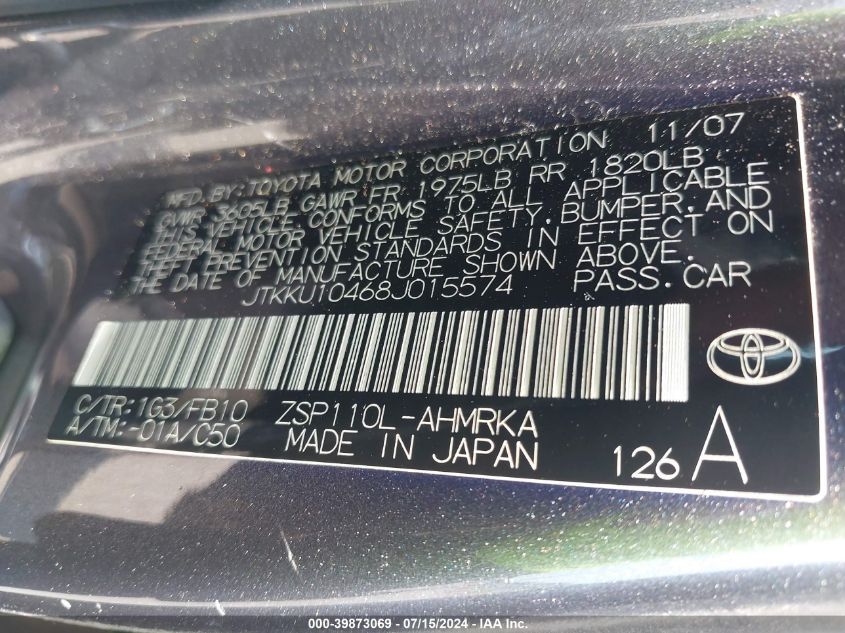 MFD.BY:TOYOTA MOTOR CORPORATION 11/07
GVWR 3605LB GAWR FR 1975LB RR 1820LB
THIS VEHICLE CONFORMS TO ALL APPLICABLE
FEDERAL MOTOR VEHICLE SAFETY,BUMPER,AND
THEFT PREVENTION STANDARDS IN EFFECT ON
THE DATE OF MANUFACTURE SHOWN ABOVE.
JTKKU10468J015574 PASS.CAR
C/TR:1G3/FB10 ZSP110L-AHMRKA
A/TM:-01A/C50 MADE IN JAPAN 126 A
000-39873069 - 07/15/2024 - IAA Inc.